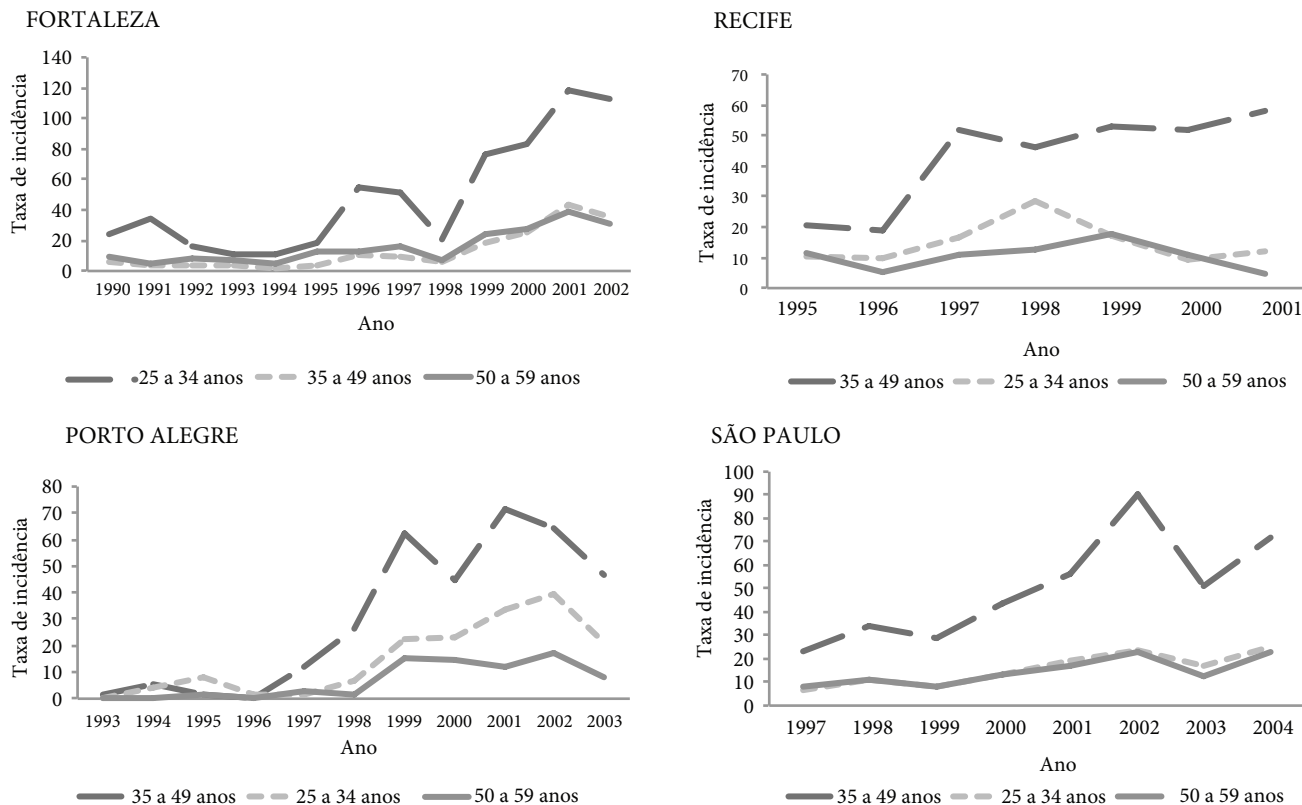 FORTALEZA
Taxa de incidência
140
120
100
80
60
40
20
0
1990 1991 1992 1993 1994 1995 1996 1997 1998 1999 2000 2001 2002
Ano
25 a 34 anos 35 a 49 anos 50 a 59 anos
RECIFE
Taxa de incidência
70
60
50
40
30
20
10
0
1995 1996 1997 1998 1999 2000 2001
Ano
35 a 49 anos 25 a 34 anos 50 a 59 anos
PORTO ALEGRE
Taxa de incidência
80
70
60
50
40
30
20
10
0
1993 1994 1995 1996 1997 1998 1999 2000 2001 2002 2003
Ano
35 a 49 anos 25 a 34 anos 50 a 59 anos
SÃO PAULO
Taxa de incidência
100
90
80
70
60
50
40
30
20
10
0
1997 1998 1999 2000 2001 2002 2003 2004
Ano
35 a 49 anos 25 a 34 anos 50 a 59 anos